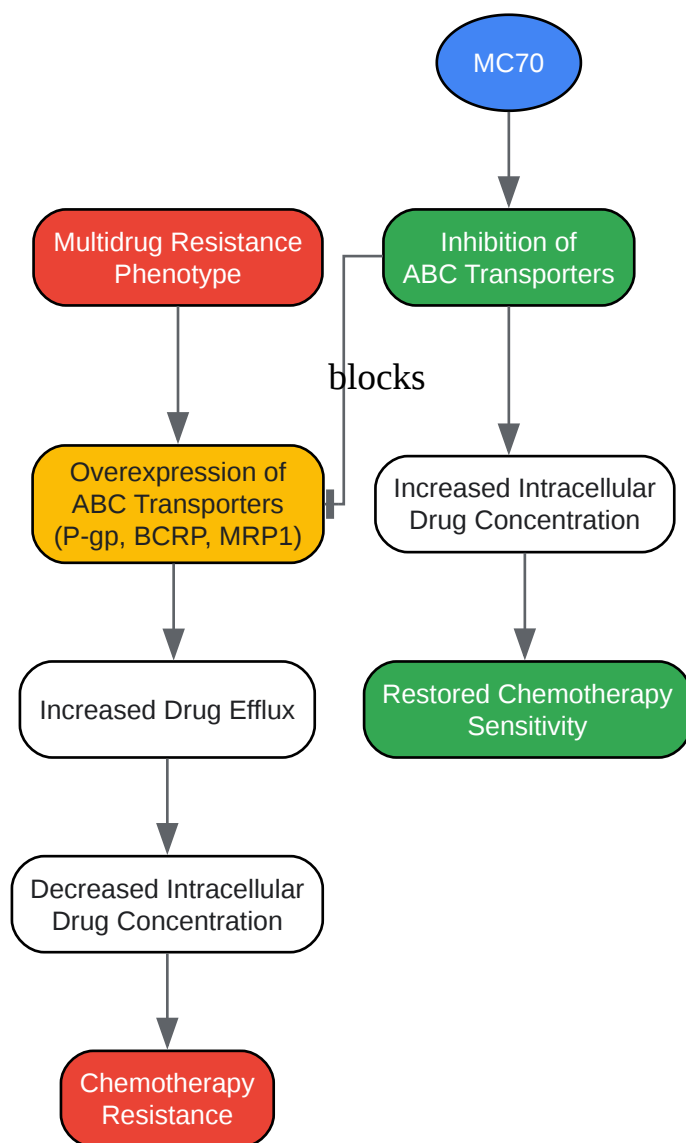 MC70
Multidrug Resistance
Phenotype
Inhibition of
ABC Transporters
blocks
Overexpression of
ABC Transporters
(P-gp, BCRP, MRP1)
Increased Intracellular
Drug Concentration
Increased Drug Efflux
Restored Chemotherapy
Sensitivity
Decreased Intracellular
Drug Concentration
Chemotherapy
Resistance